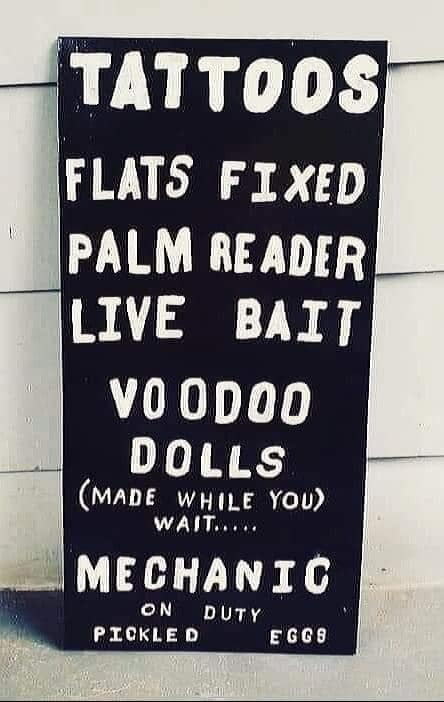 TATTOOS
FLATS FIXED
PALM READER
LIVE BAIT
VOODOO
DOLLS
(MADE WHILE YOU)
WAIT.....
MECHANIC
ON DUTY
PICKLED EGGS